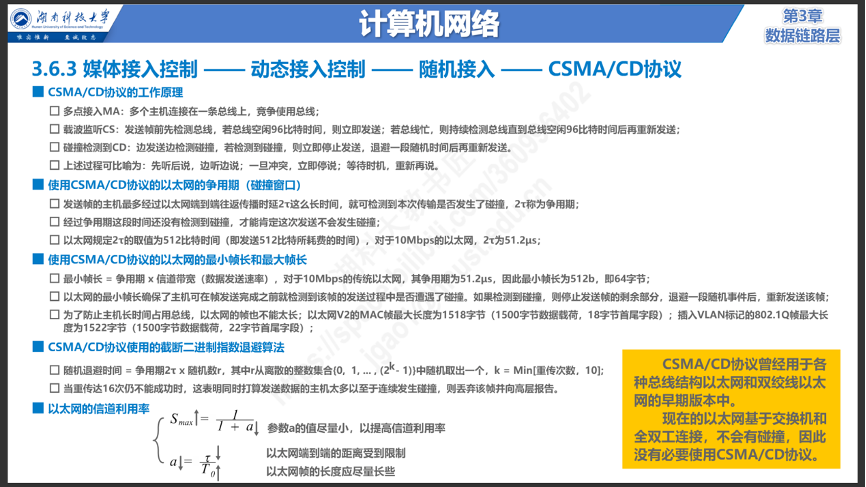 湖南科技大学
Hunan University of Science and Technology
唯实惟新 至诚致志
计算机网络
第3章
数据链路层
3.6.3 媒体接入控制 —— 动态接入控制 —— 随机接入 —— CSMA/CD协议
CSMA/CD协议的工作原理
多点接入MA：多个主机连接在一条总线上，竞争使用总线；
载波监听CS：发送帧前先检测总线，若总线空闲96比特时间，则立即发送；若总线忙，则持续检测总线直到总线空闲96比特时间后再重新发送；
碰撞检测到CD：边发送边检测碰撞，若检测到碰撞，则立即停止发送，退避一段随机时间后再重新发送。
上述过程可比喻为：先听后说，边听边说；一旦冲突，立即停说；等待时机，重新再说。
使用CSMA/CD协议的以太网的争用期（碰撞窗口）
发送帧的主机最多经过以太网端到端往返传播时延2τ这么长时间，就可检测到本次传输是否发生了碰撞，2τ称为争用期；
经过争用期这段时间还没有检测到碰撞，才能肯定这次发送不会发生碰撞；
以太网规定2τ的取值为512比特时间（即发送512比特所耗费的时间），对于10Mbps的以太网，2τ为51.2μs；
使用CSMA/CD协议的以太网的最小帧长和最大帧长
最小帧长 = 争用期 x 信道带宽（数据发送速率），对于10Mbps的传统以太网，其争用期为51.2μs，因此最小帧长为512b，即64字节；
以太网的最小帧长确保了主机可在帧发送完成之前就检测到该帧的发送过程中是否遭遇了碰撞。如果检测到碰撞，则停止发送帧的剩余部分，退避一段随机事件后，重新发送该帧；
为了防止主机长时间占用总线，以太网的帧也不能太长；以太网V2的MAC帧最大长度为1518字节（1500字节数据载荷，18字节首尾字段）；插入VLAN标记的802.1Q帧最大长
度为1522字节（1500字节数据载荷，22字节首尾字段）；
CSMA/CD协议使用的截断二进制指数退避算法
随机退避时间 = 争用期2τ x 随机数r，其中r从离散的整数集合{0, 1, ... , (2^k - 1)}中随机取出一个，k = Min[重传次数，10]；
当重传达16次仍不能成功时，这表明同时打算发送数据的主机太多以至于连续发生碰撞，则丢弃该帧并向高层报告。
以太网的信道利用率
S_max↑ = 1 / (1 + a↓)
参数a的值尽量小，以提高信道利用率
a↓ = τ↓ / T_0↑
以太网端到端的距离受到限制
以太网帧的长度应尽量长些
CSMA/CD协议曾经用于各
种总线结构以太网和双绞线以太
网的早期版本中。
现在的以太网基于交换机和
全双工连接，不会有碰撞，因此
没有必要使用CSMA/CD协议。